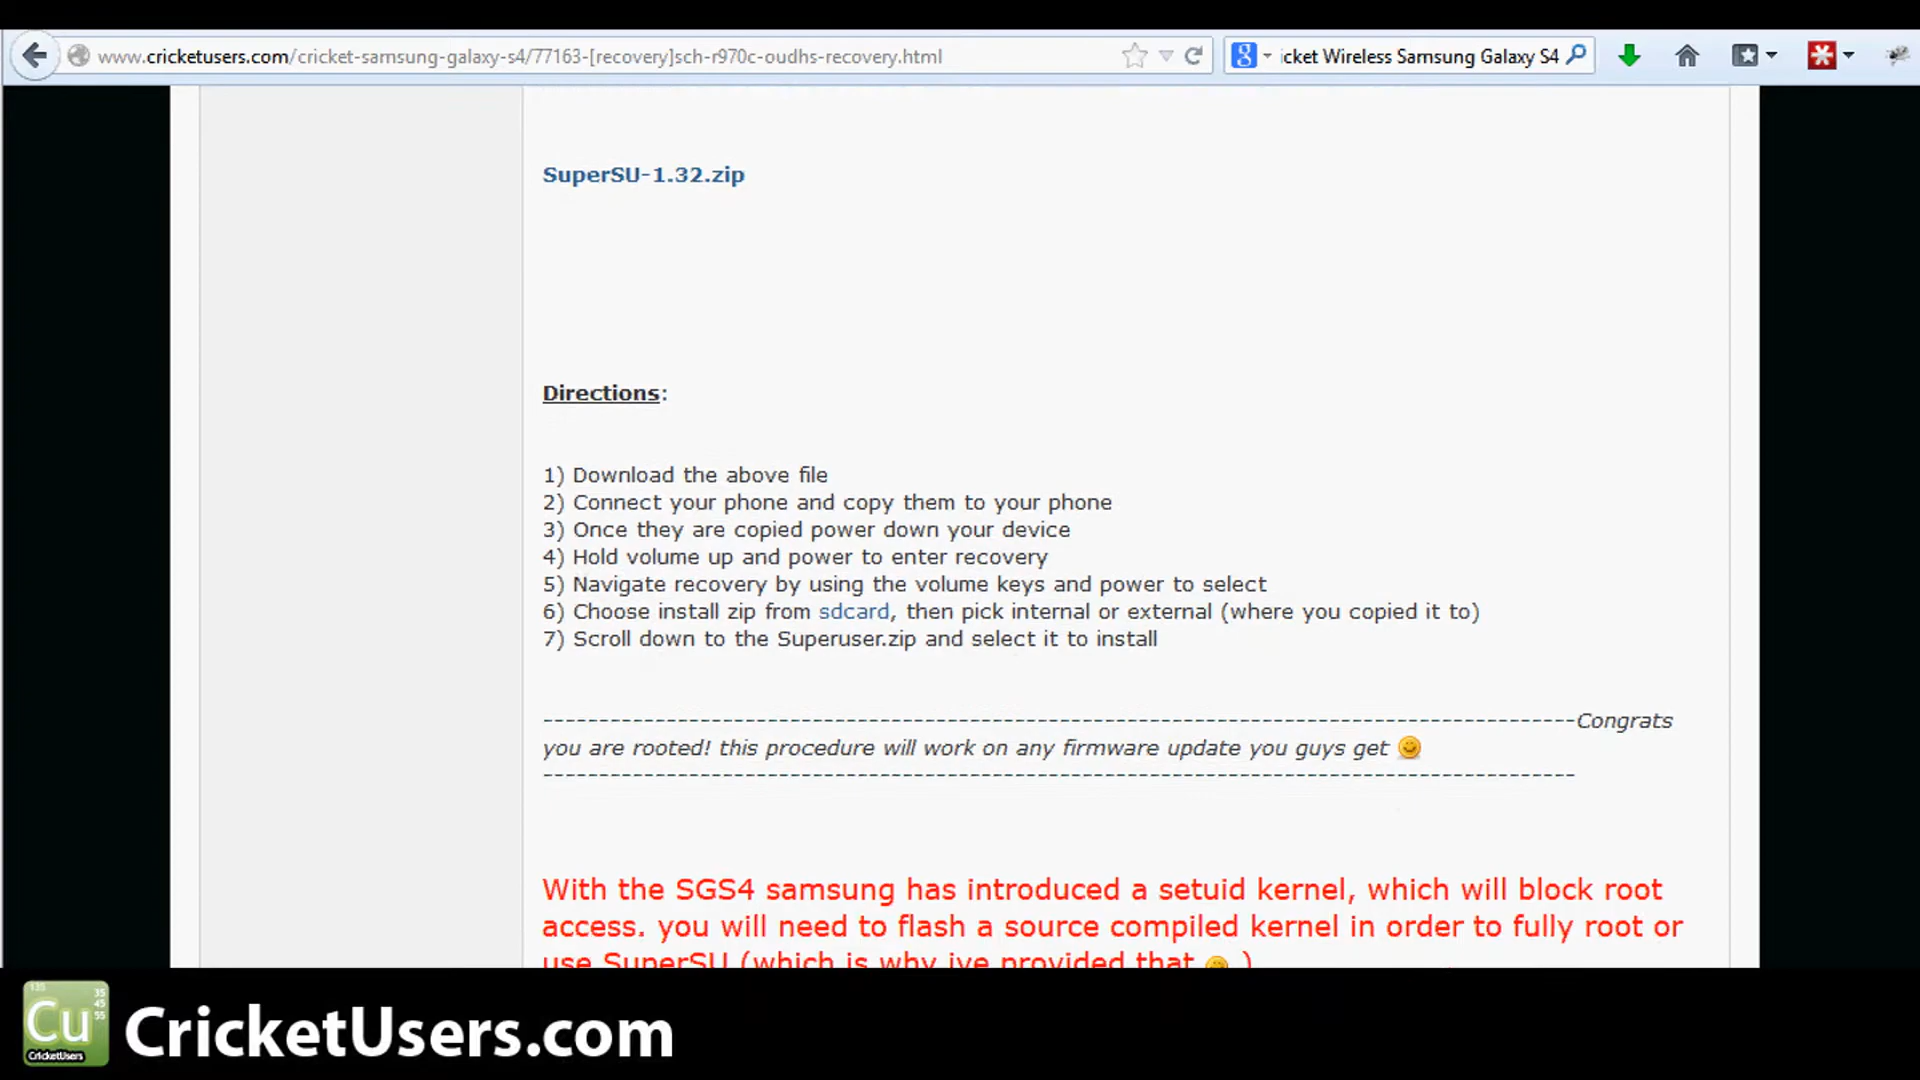 www.cricketusers.com/cricket-samsung-galaxy-s4/77163-[recovery]sch-r970c-oudhs-recovery.html
icket Wireless Samsung Galaxy S4
SuperSU-1.32.zip
Directions:
1) Download the above file
2) Connect your phone and copy them to your phone
3) Once they are copied power down your device
4) Hold volume up and power to enter recovery
5) Navigate recovery by using the volume keys and power to select
6) Choose install zip from sdcard, then pick internal or external (where you copied it to)
7) Scroll down to the Superuser.zip and select it to install
--------------------------------------------------------------------------------------------Congrats
you are rooted! this procedure will work on any firmware update you guys get
--------------------------------------------------------------------------------------------
With the SGS4 samsung has introduced a setuid kernel, which will block root
access. you will need to flash a source compiled kernel in order to fully root or
use SuperSU (which is why ive provided that )
35
45
55
Cu
CricketUsers
CricketUsers.com